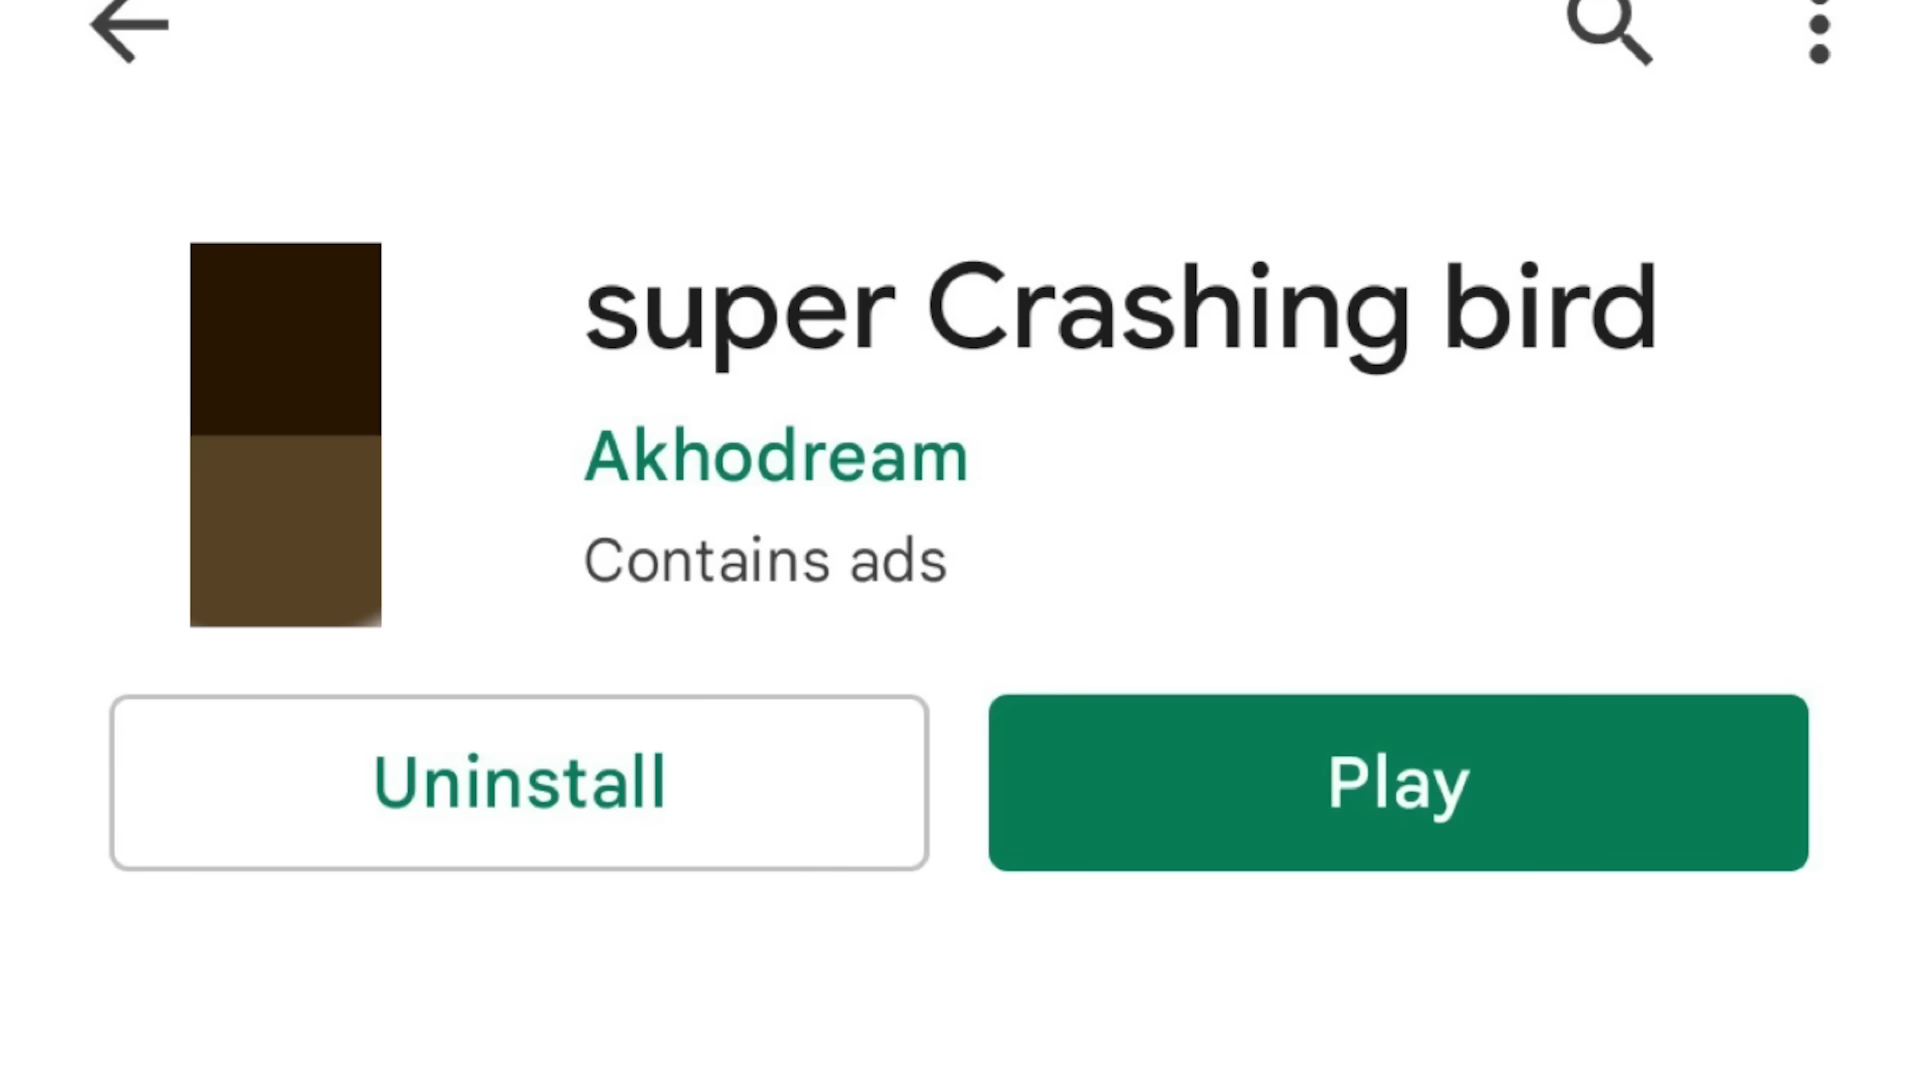 super Crashing bird
Akhodream
Contains ads
Uninstall
Play